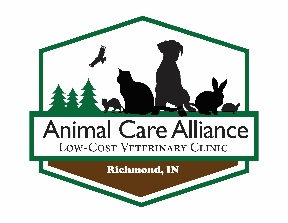 Animal Care Alliance
Low-Cost Veterinary Clinic
Richmond, IN